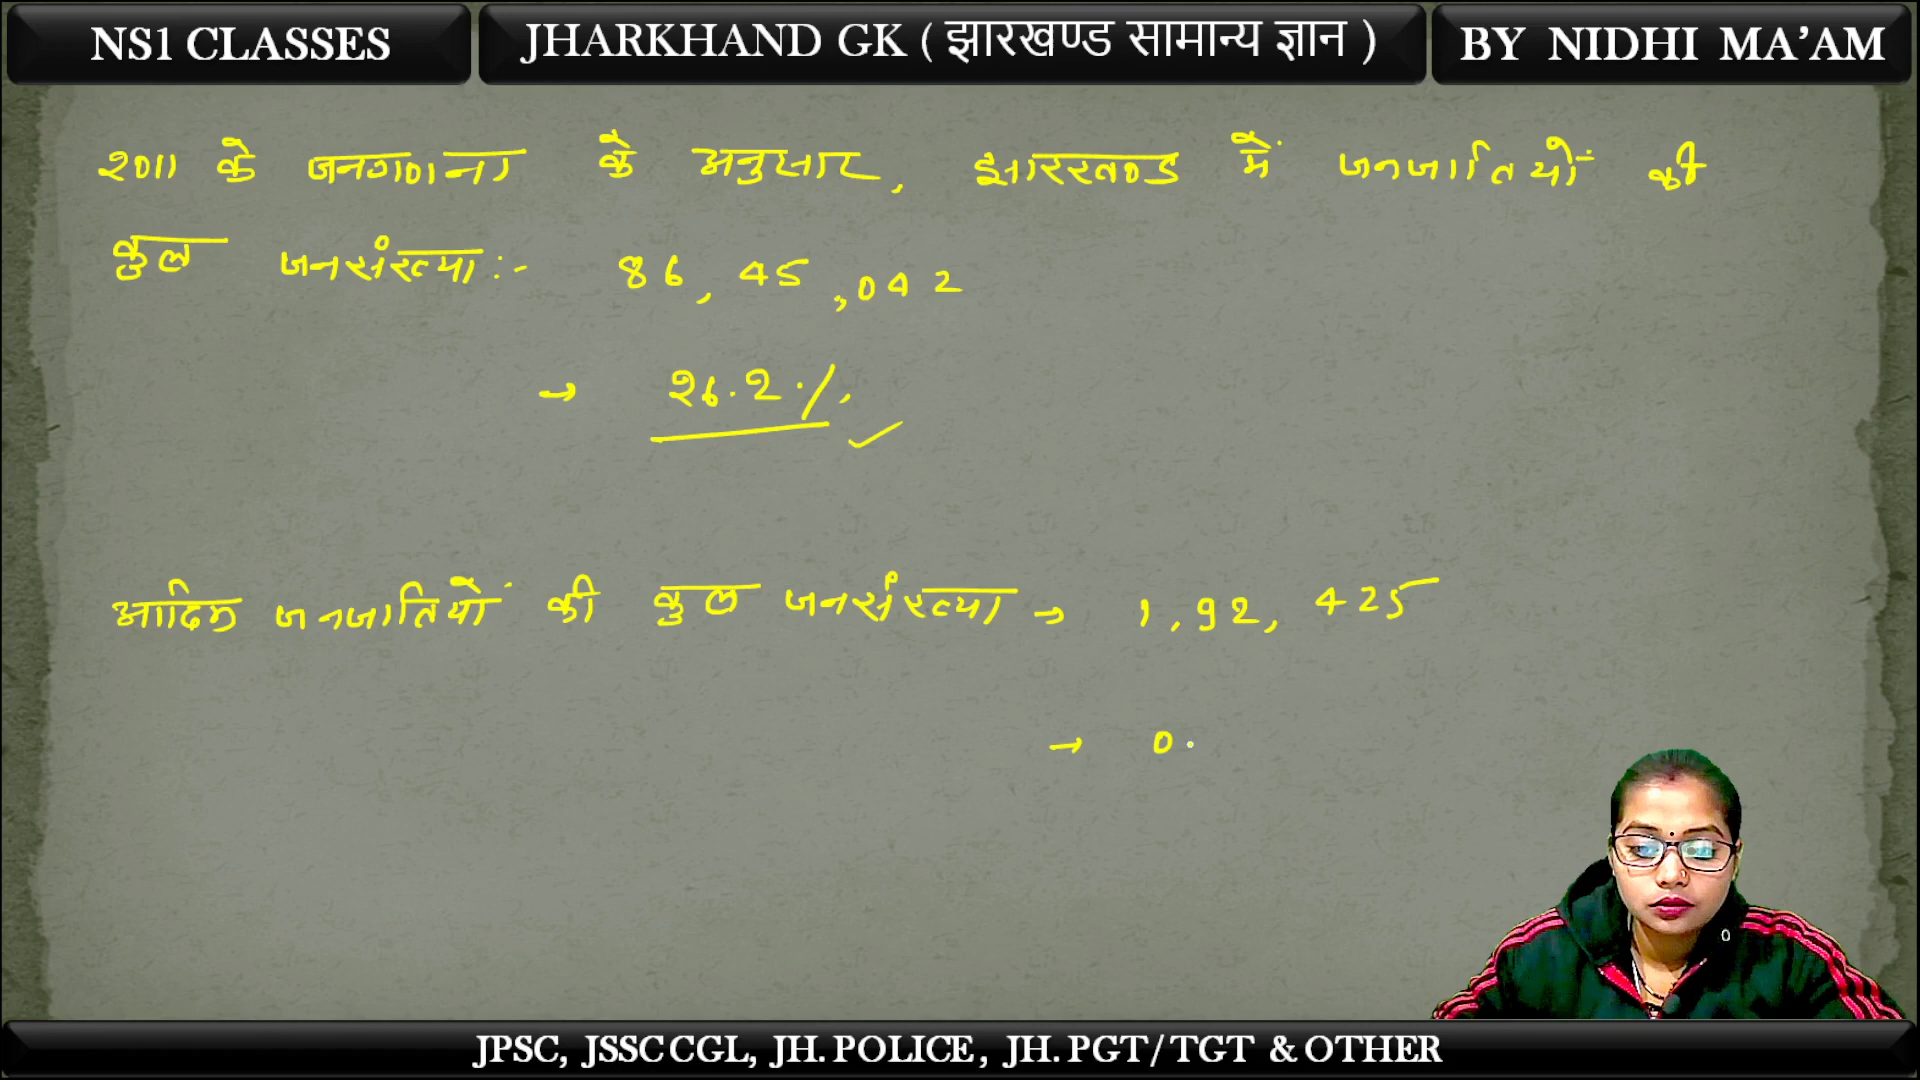 NS1 CLASSES
JHARKHAND GK ( झारखण्ड सामान्य ज्ञान )
BY NIDHI MA’AM
2011 के जनगणना के अनुसार, झारखण्ड में जनजातियों की
कुल जनसंख्या :- 86,45,042
→ 26.2%.
आदिम जनजातियों की कुल जनसंख्या → 1,92,425
→ 0.
JPSC, JSSC CGL, JH. POLICE, JH. PGT/ TGT & OTHER